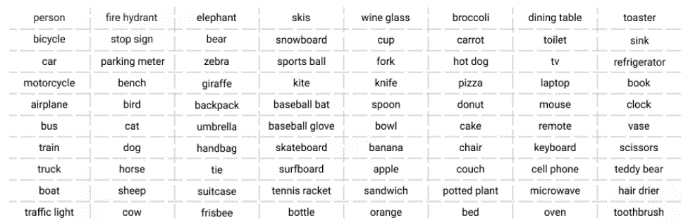 person fire hydrant elephant skis wine glass broccoli dining table toaster
bicycle stop sign bear snowboard cup carrot toilet sink
car parking meter zebra sports ball fork hot dog tv refrigerator
motorcycle bench giraffe kite knife pizza laptop book
airplane bird backpack baseball bat spoon donut mouse clock
bus cat umbrella baseball glove bowl cake remote vase
train dog handbag skateboard banana chair keyboard scissors
truck horse tie surfboard apple couch cell phone teddy bear
boat sheep suitcase tennis racket sandwich potted plant microwave hair drier
traffic light cow frisbee bottle orange bed oven toothbrush